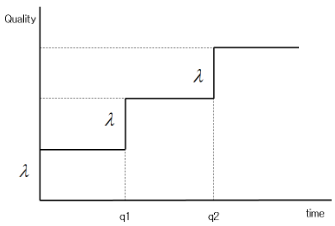 Quality
λ
λ
λ
q1 q2
time